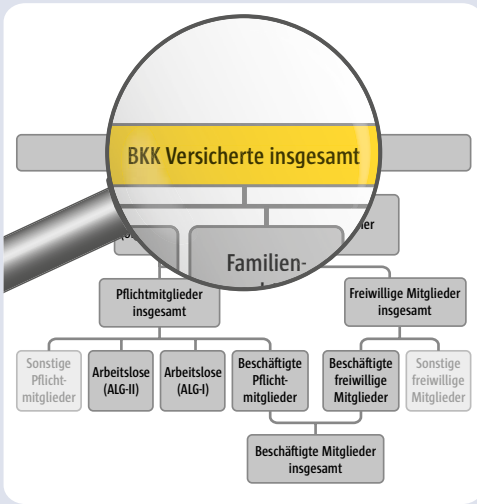 BKK Versicherte insgesamt
Familien-
Pflichtmitglieder
insgesamt
Freiwillige Mitglieder
insgesamt
Sonstige
Pflicht-
mitglieder
Arbeitslose
(ALG-II)
Arbeitslose
(ALG-I)
Beschäftigte
Pflicht-
mitglieder
Beschäftigte
freiwillige
Mitglieder
Sonstige
freiwillige
Mitglieder
Beschäftigte Mitglieder
insgesamt